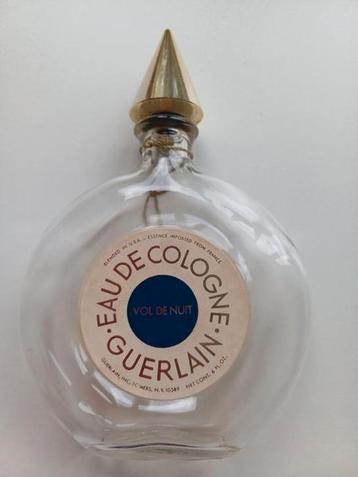 BLENDED IN U.S.A. - ESSENCE IMPORTED FROM FRANCE
EAU DE COLOGNE
VOL DE NUIT
• GUERLAIN •
GUERLAIN, INC., SOMERS, N.Y. 10589 NET CONT. 6 FL. OZ.